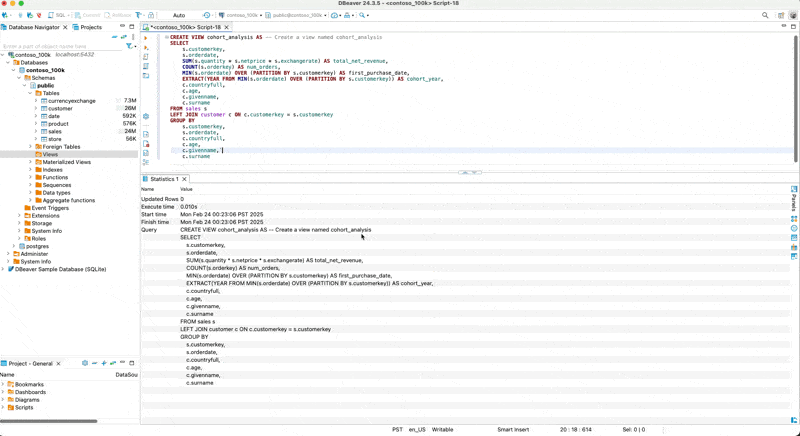 DBeaver 24.3.5 - <contoso_100k> Script-18
SQL
Commit
Rollback
Auto
contoso_100k
public@contoso_100k
Database Navigator
Projects
*<contoso_100k> Script-18
Type a part of object name here
contoso_100k localhost:5432
Databases
contoso_100k
Schemas
public
Tables
currencyexchange 7.3M
customer 26M
date 592K
product 576K
sales 24M
store 56K
Foreign Tables
Views
Materialized Views
Indexes
Functions
Sequences
Data types
Aggregate functions
Event Triggers
Extensions
Storage
System Info
Roles
postgres
Administer
System Info
DBeaver Sample Database (SQLite)
Project - General
Name DataSou
Bookmarks
Dashboards
Diagrams
Scripts
CREATE VIEW cohort_analysis AS -- Create a view named cohort_analysis
SELECT
s.customerkey,
s.orderdate,
SUM(s.quantity * s.netprice * s.exchangerate) AS total_net_revenue,
COUNT(s.orderkey) AS num_orders,
MIN(s.orderdate) OVER (PARTITION BY s.customerkey) AS first_purchase_date,
EXTRACT(YEAR FROM MIN(s.orderdate) OVER (PARTITION BY s.customerkey)) AS cohort_year,
c.countryfull,
c.age,
c.givenname,
c.surname
FROM sales s
LEFT JOIN customer c ON c.customerkey = s.customerkey
GROUP BY
s.customerkey,
s.orderdate,
c.countryfull,
c.age,
c.givenname,
c.surname
Statistics 1
Name Value
Updated Rows 0
Execute time 0.010s
Start time Mon Feb 24 00:23:06 PST 2025
Finish time Mon Feb 24 00:23:06 PST 2025
Query CREATE VIEW cohort_analysis AS -- Create a view named cohort_analysis
SELECT
s.customerkey,
s.orderdate,
SUM(s.quantity * s.netprice * s.exchangerate) AS total_net_revenue,
COUNT(s.orderkey) AS num_orders,
MIN(s.orderdate) OVER (PARTITION BY s.customerkey) AS first_purchase_date,
EXTRACT(YEAR FROM MIN(s.orderdate) OVER (PARTITION BY s.customerkey)) AS cohort_year,
c.countryfull,
c.age,
c.givenname,
c.surname
FROM sales s
LEFT JOIN customer c ON c.customerkey = s.customerkey
GROUP BY
s.customerkey,
s.orderdate,
c.countryfull,
c.age,
c.givenname,
c.surname
Panels
PST en_US Writable Smart Insert 20 : 18 : 614 Sel: 0 | 0